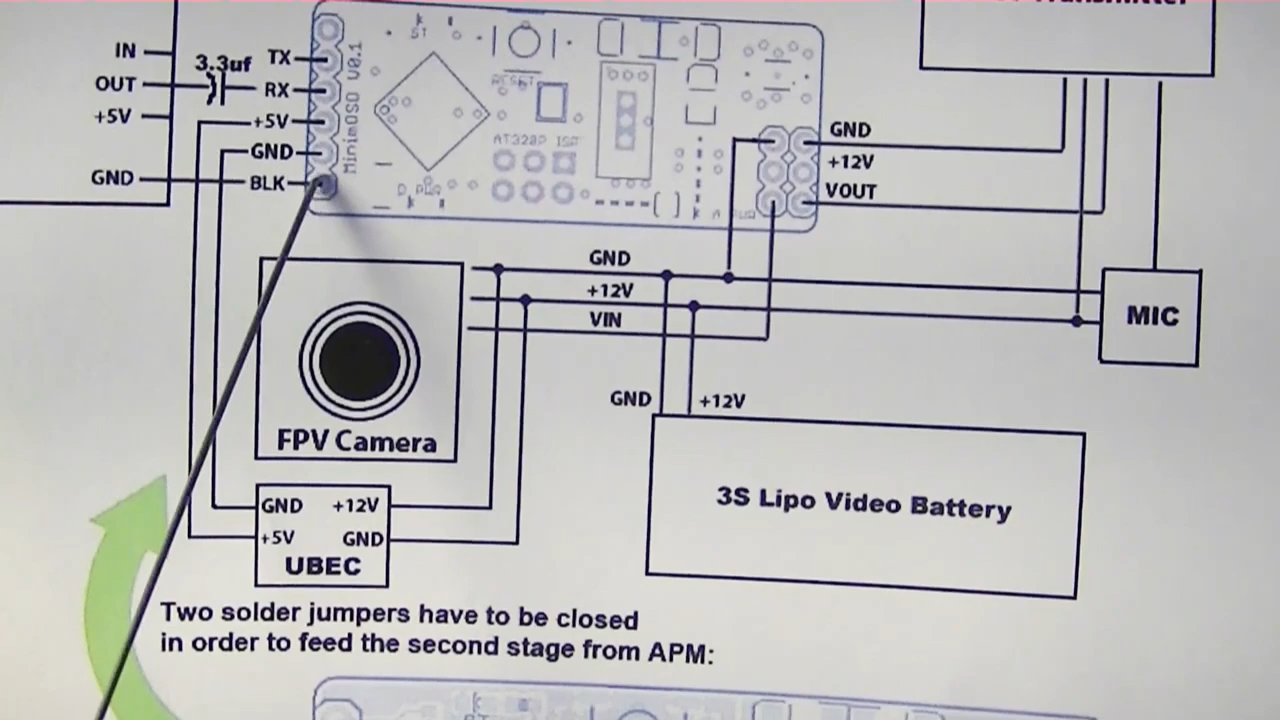 Transmitter
IN
3.3uf
TX
OUT
RX
+5V
+5V
GND
GND
BLK
MinimOSD V0.1
ST
RESET
AT328P ISP
D.PWR
GND
+12V
VOUT
GND
+12V
VIN
MIC
GND
+12V
FPV Camera
3S Lipo Video Battery
GND +12V
+5V GND
UBEC
Two solder jumpers have to be closed
in order to feed the second stage from APM: